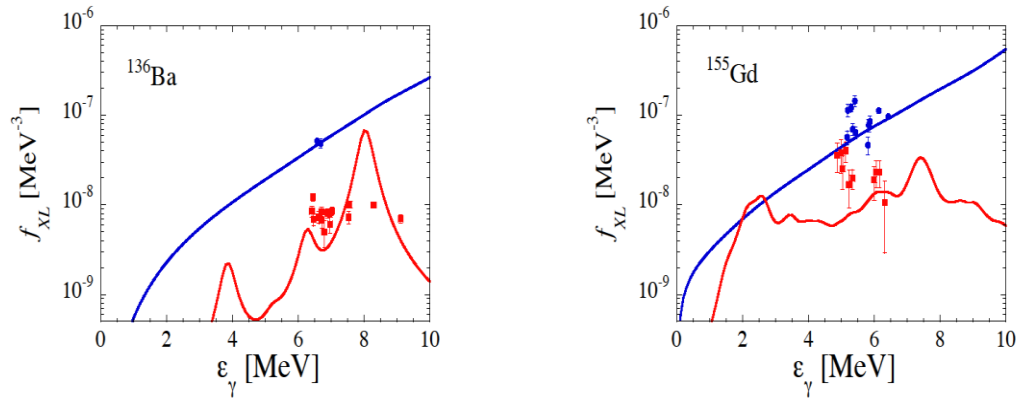 10⁻⁶
10⁻⁷
10⁻⁸
10⁻⁹
f_XL [MeV⁻³]
¹³⁶Ba
0 2 4 6 8 10
ε_γ [MeV]
10⁻⁶
10⁻⁷
10⁻⁸
10⁻⁹
f_XL [MeV⁻³]
¹⁵⁵Gd
0 2 4 6 8 10
ε_γ [MeV]